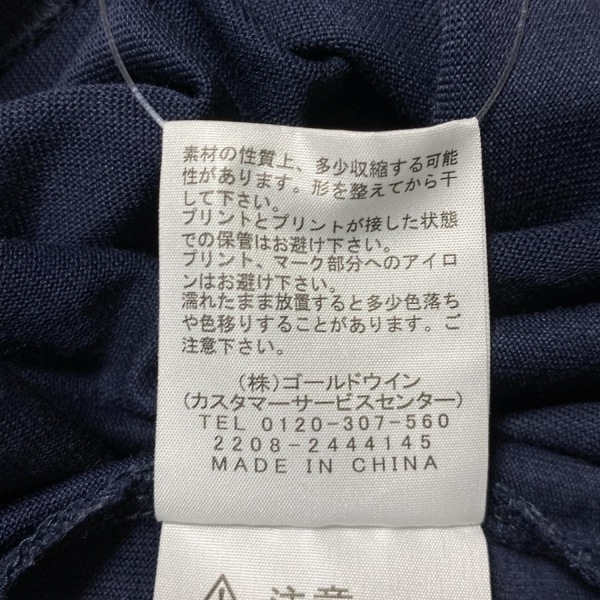 素材の性質上、多少収縮する可能
性があります。形を整えてから干
して下さい。
プリントとプリントが接した状態
での保管はお避け下さい。
プリント、マーク部分へのアイロ
ンはお避け下さい。
濡れたまま放置すると多少色落ち
や色移りすることがあります。ご
注意下さい。
(株)ゴールドウイン
(カスタマーサービスセンター)
TEL 0120-307-560
2208-2444145
MADE IN CHINA
注意